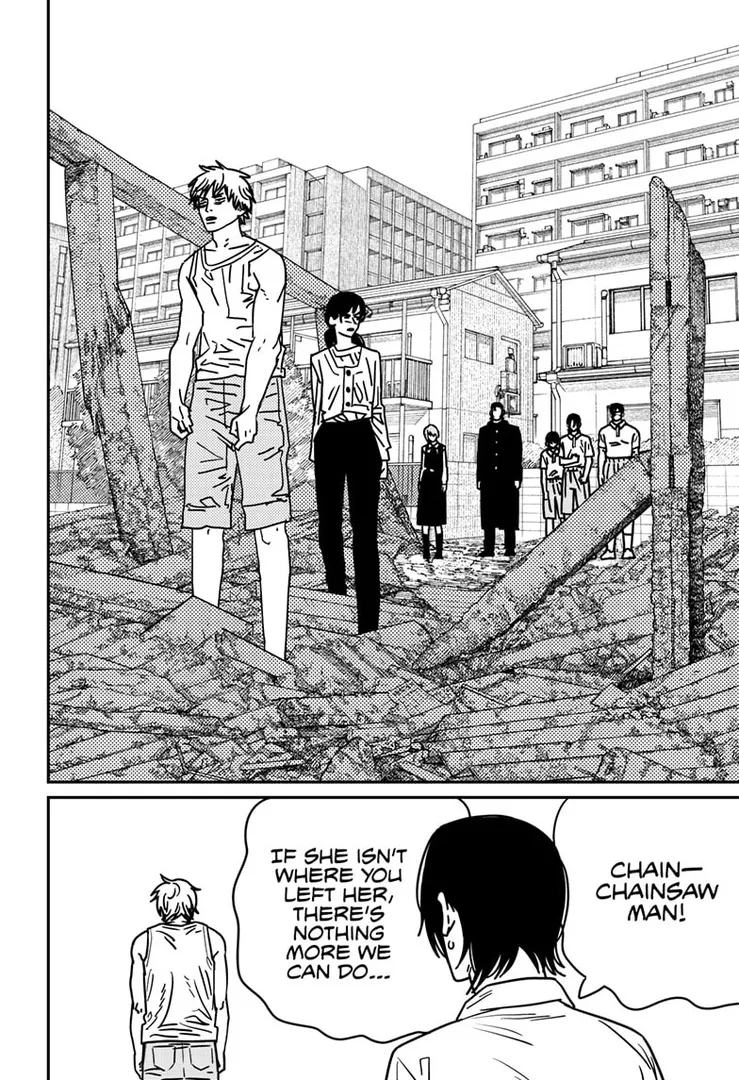 CHAIN—
CHAINSAW
MAN!
IF SHE ISN'T
WHERE YOU
LEFT HER,
THERE'S
NOTHING
MORE WE
CAN DO...